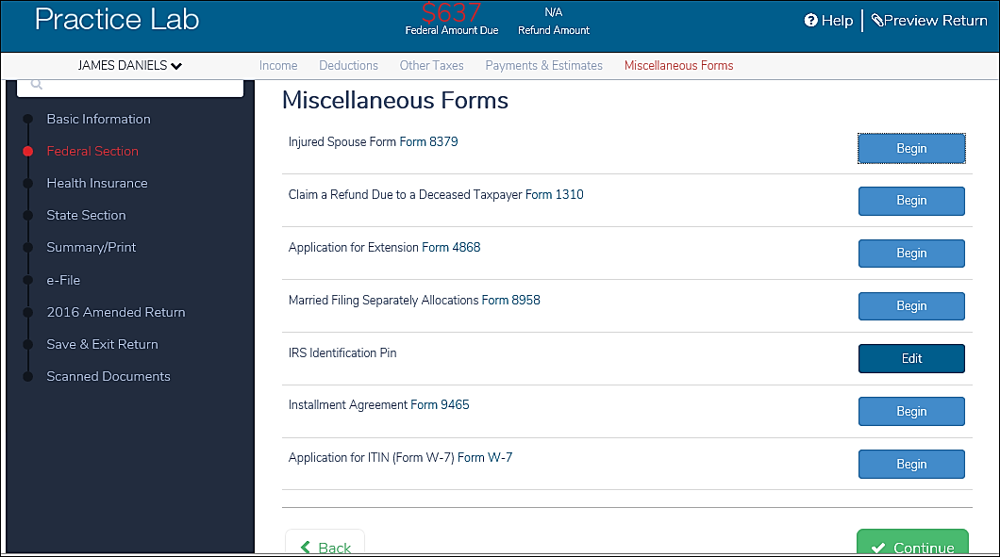 Practice Lab
$637
Federal Amount Due
N/A
Refund Amount
Help
Preview Return
JAMES DANIELS
Income
Deductions
Other Taxes
Payments & Estimates
Miscellaneous Forms
Basic Information
Federal Section
Health Insurance
State Section
Summary/Print
e-File
2016 Amended Return
Save & Exit Return
Scanned Documents
Miscellaneous Forms
Injured Spouse Form Form 8379
Begin
Claim a Refund Due to a Deceased Taxpayer Form 1310
Begin
Application for Extension Form 4868
Begin
Married Filing Separately Allocations Form 8958
Begin
IRS Identification Pin
Edit
Installment Agreement Form 9465
Begin
Application for ITIN (Form W-7) Form W-7
Begin
Back
Continue